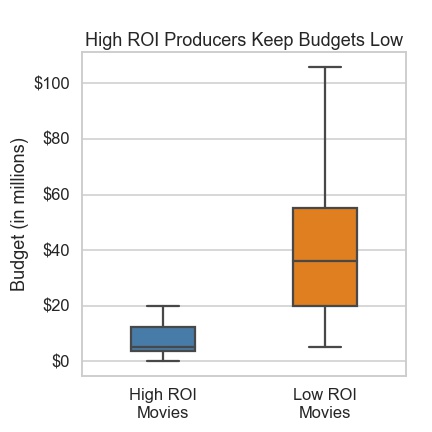 High ROI Producers Keep Budgets Low
Budget (in millions)
$100
$80
$60
$40
$20
$0
High ROI
Movies
Low ROI
Movies